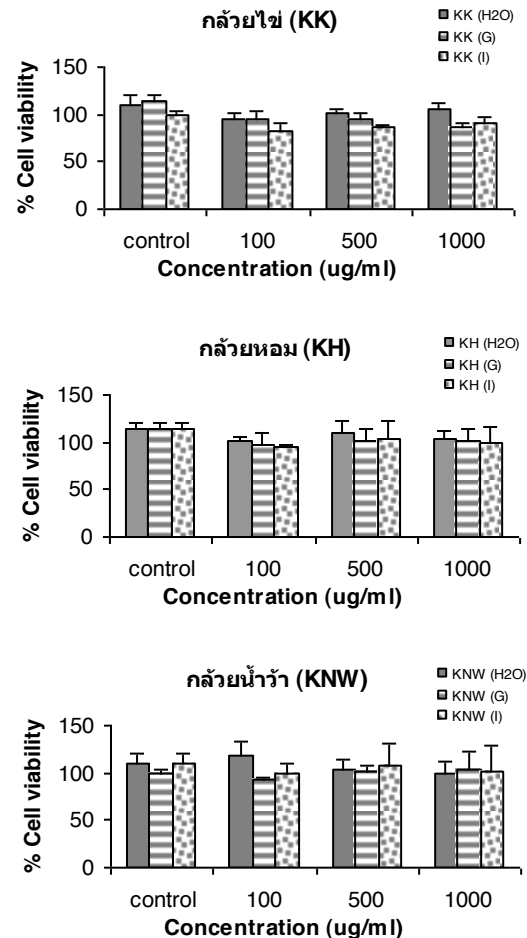 กล้วยไข่ (KK)
KK (H2O)
KK (G)
KK (I)
% Cell viability
150
100
50
0
control 100 500 1000
Concentration (ug/ml)
กล้วยหอม (KH)
KH (H2O)
KH (G)
KH (I)
% Cell viability
150
100
50
0
control 100 500 1000
Concentration (ug/ml)
กล้วยน้ำว้า (KNW)
KNW (H2O)
KNW (G)
KNW (I)
% Cell viability
150
100
50
0
control 100 500 1000
Concentration (ug/ml)